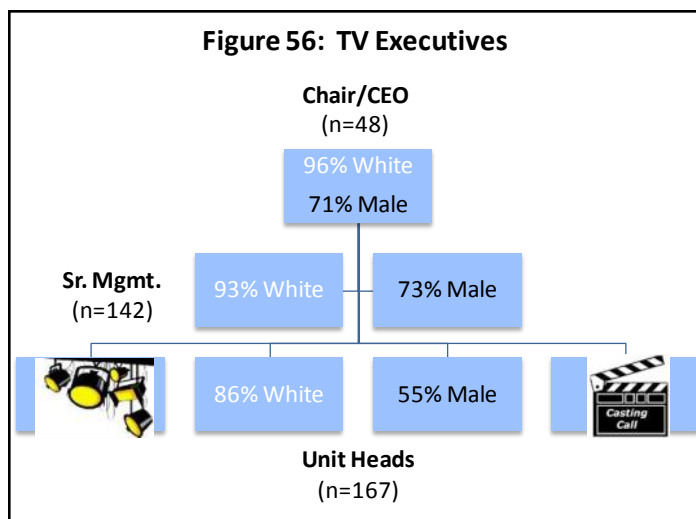 Figure 56: TV Executives
Chair/CEO
(n=48)
96% White
71% Male
Sr. Mgmt.
(n=142)
93% White
73% Male
86% White
55% Male
Casting
Call
Unit Heads
(n=167)